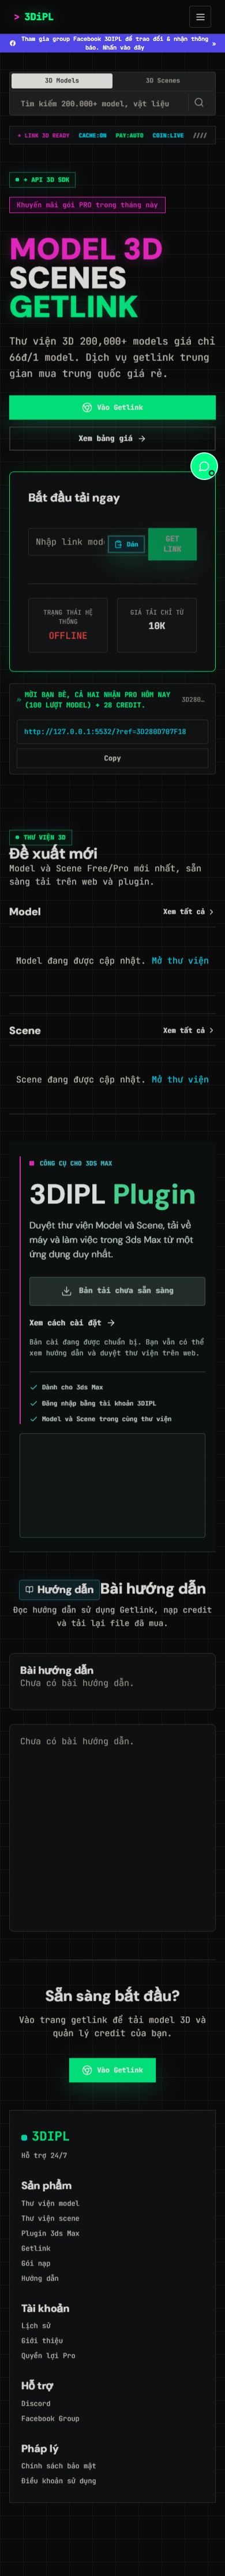 > 3DiPL
Tham gia group Facebook 3DIPL để trao đổi & nhận thông
báo. Nhấn vào đây
»
3D Models
3D Scenes
Tìm kiếm 200.000+ model, vật liệu
LINK 3D READY CACHE:ON PAY:AUTO COIN:LIVE ////
API 3D SDK
Khuyến mãi gói PRO trong tháng này
MODEL 3D
SCENES
GETLINK
Thư viện 3D 200,000+ models giá chỉ
66đ/1 model. Dịch vụ getlink trung
gian mua trung quốc giá rẻ.
Vào Getlink
Xem bảng giá →
Bắt đầu tải ngay
Nhập link mod
Dán
GET
LINK
TRẠNG THÁI HỆ
THỐNG
OFFLINE
GIÁ TẢI CHỈ TỪ
10K
MỜI BẠN BÈ, CẢ HAI NHẬN PRO HÔM NAY
(100 LƯỢT MODEL) + 28 CREDIT.
3D280…
http://127.0.0.1:5532/?ref=3D280D707F18
Copy
THƯ VIỆN 3D
Đề xuất mới
Model và Scene Free/Pro mới nhất, sẵn
sàng tải trên web và plugin.
Model
Xem tất cả >
Model đang được cập nhật. Mở thư viện
Scene
Xem tất cả >
Scene đang được cập nhật. Mở thư viện
CÔNG CỤ CHO 3DS MAX
3DIPL Plugin
Duyệt thư viện Model và Scene, tải về
máy và làm việc trong 3ds Max từ một
ứng dụng duy nhất.
Bản tải chưa sẵn sàng
Xem cách cài đặt →
Bản cài đang được chuẩn bị. Bạn vẫn có thể
xem hướng dẫn và duyệt thư viện trên web.
Dành cho 3ds Max
Đăng nhập bằng tài khoản 3DIPL
Model và Scene trong cùng thư viện
Hướng dẫn Bài hướng dẫn
Đọc hướng dẫn sử dụng Getlink, nạp credit
và tải lại file đã mua.
Bài hướng dẫn
Chưa có bài hướng dẫn.
Chưa có bài hướng dẫn.
Sẵn sàng bắt đầu?
Vào trang getlink để tải model 3D và
quản lý credit của bạn.
Vào Getlink
3DIPL
Hỗ trợ 24/7
Sản phẩm
Thư viện model
Thư viện scene
Plugin 3ds Max
Getlink
Gói nạp
Hướng dẫn
Tài khoản
Lịch sử
Giới thiệu
Quyền lợi Pro
Hỗ trợ
Discord
Facebook Group
Pháp lý
Chính sách bảo mật
Điều khoản sử dụng